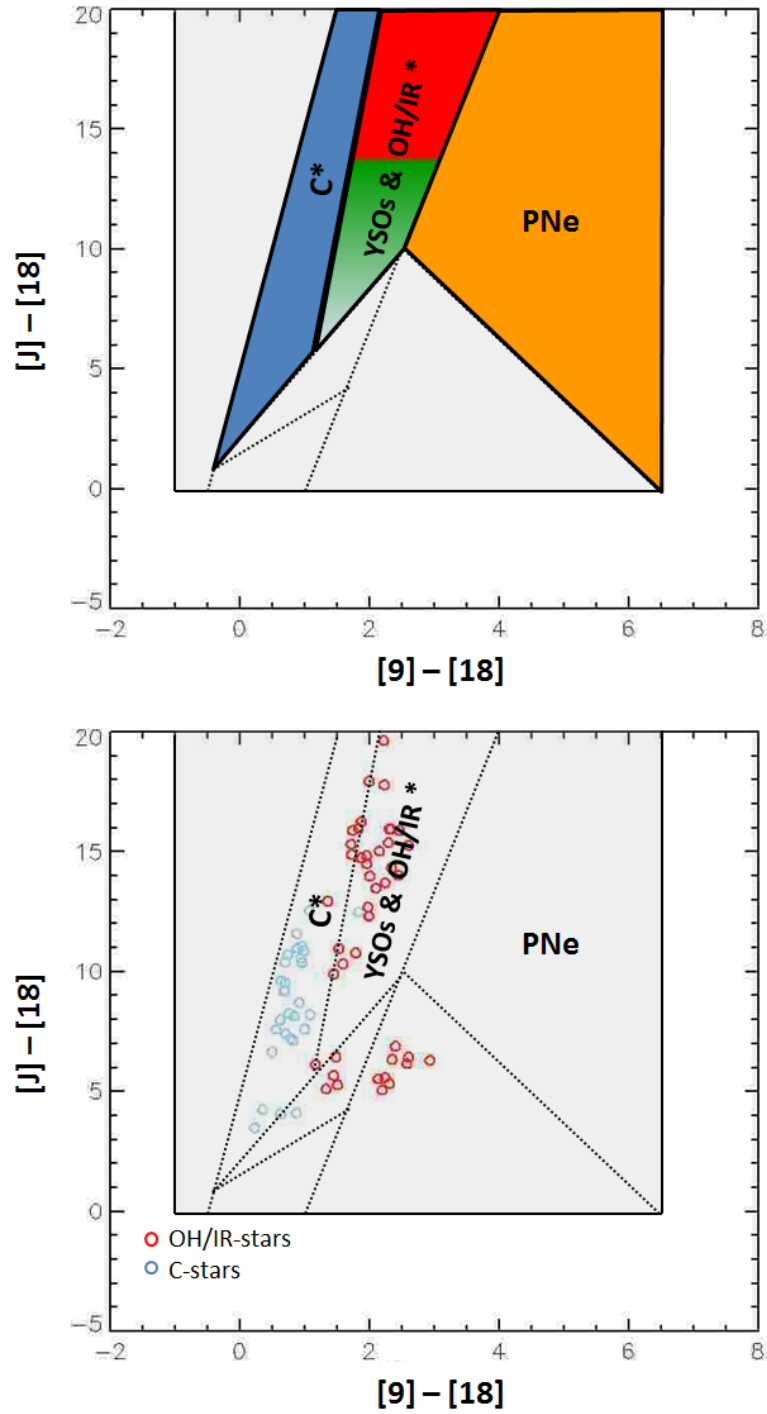 20
15
10
5
0
−5
[J] – [18]
C*
YSOs & OH/IR *
PNe
−2 0 2 4 6 8
[9] – [18]
20
15
10
5
0
−5
[J] – [18]
C*
YSOs & OH/IR *
PNe
OH/IR-stars
C-stars
−2 0 2 4 6 8
[9] – [18]